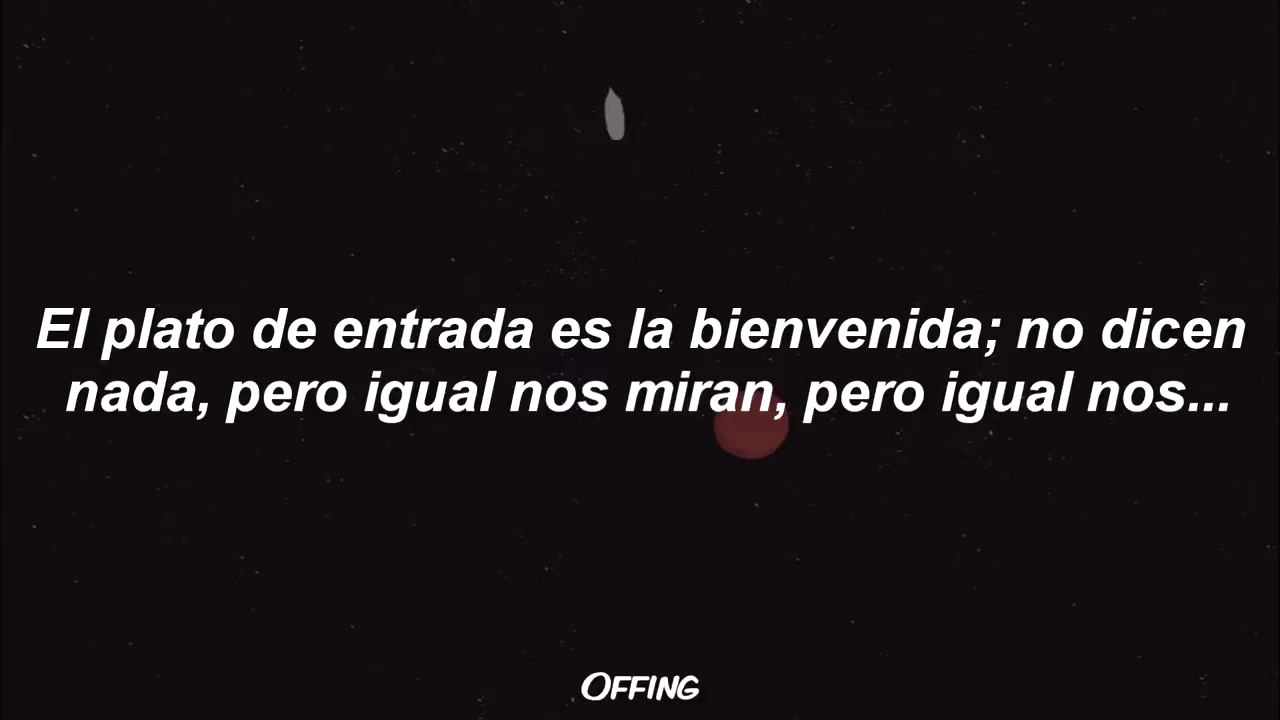 El plato de entrada es la bienvenida; no dicen
nada, pero igual nos miran, pero igual nos...
OFFING